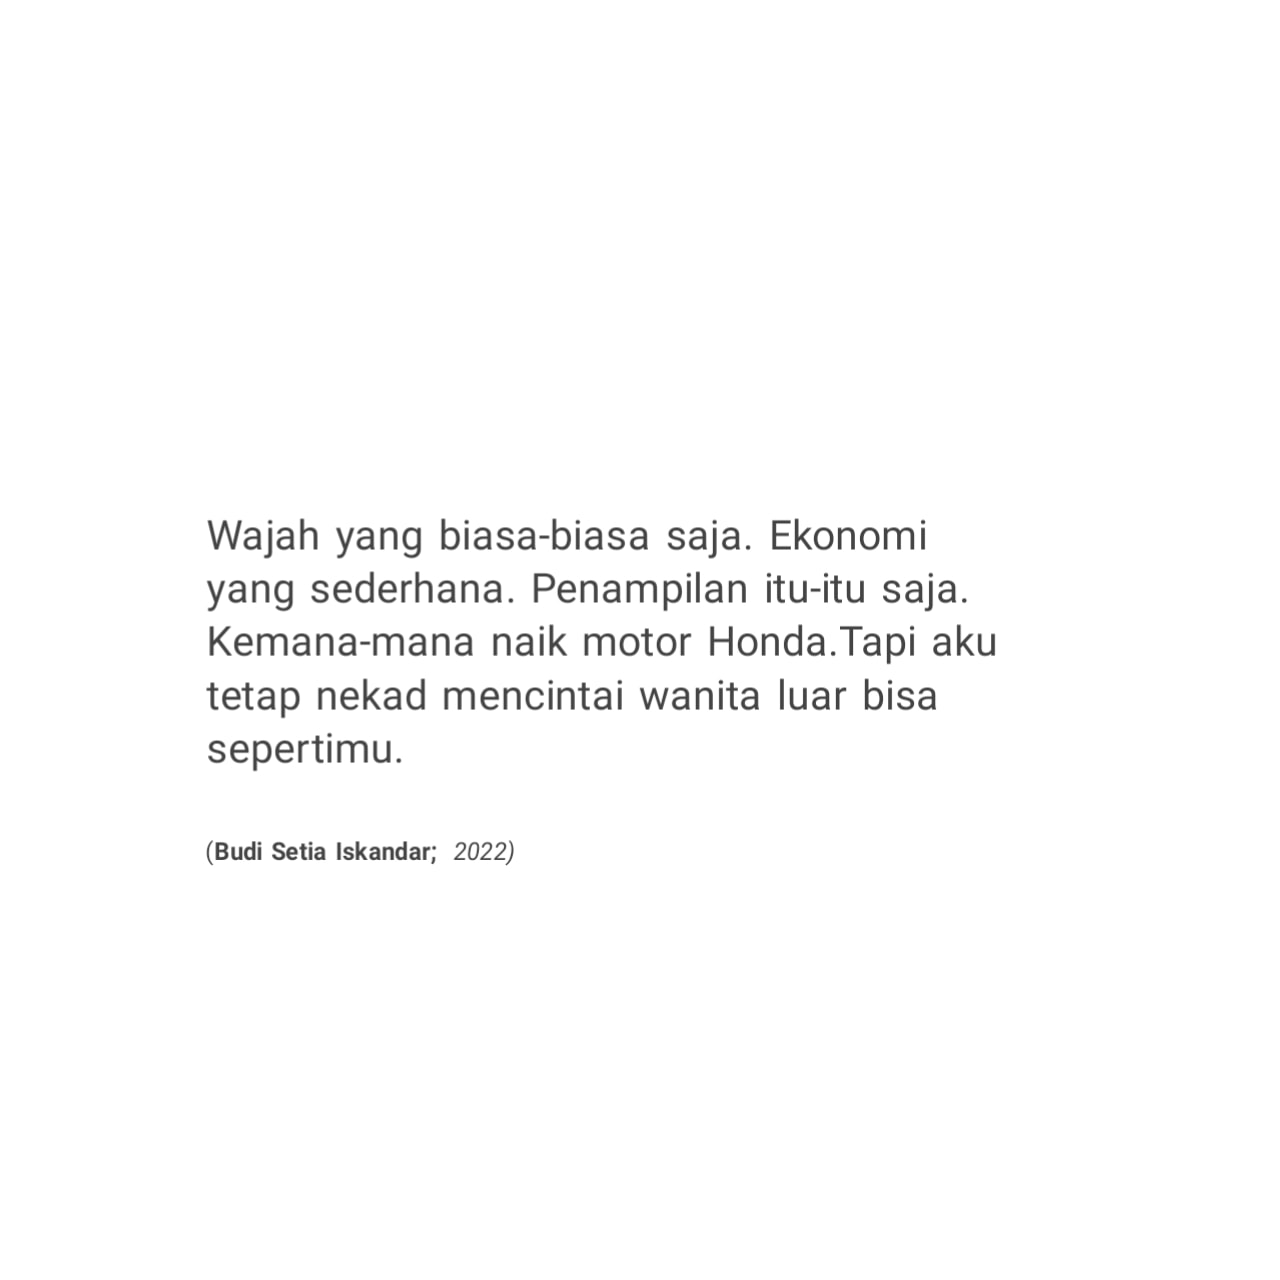 Wajah yang biasa-biasa saja. Ekonomi
yang sederhana. Penampilan itu-itu saja.
Kemana-mana naik motor Honda.Tapi aku
tetap nekad mencintai wanita luar bisa
sepertimu.
(Budi Setia Iskandar; 2022)